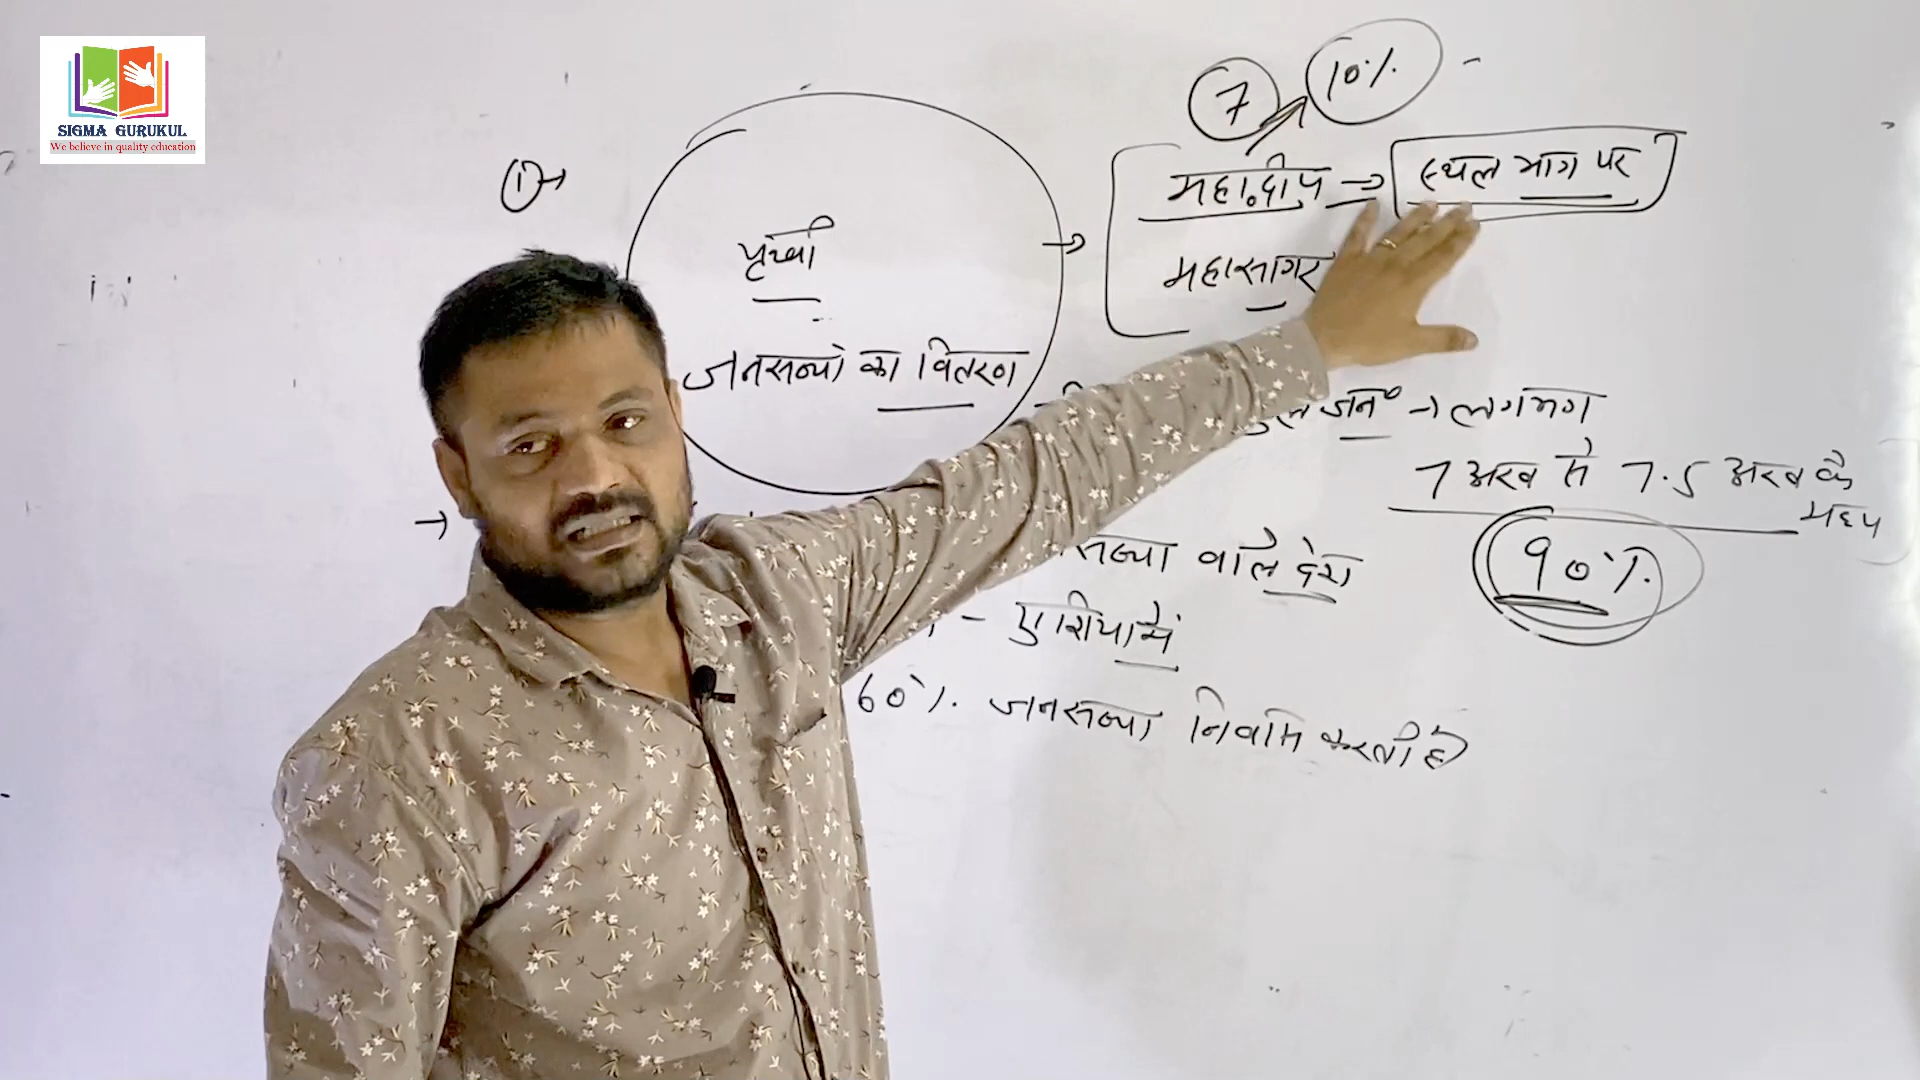 SIGMA GURUKUL
We believe in quality education
7 10%
①→
महाद्वीप → स्थल भाग पर
पृथ्वी →
महासागर
जनसंख्या का वितरण
जन० → लगभग
7 अरब से 7.5 अरब के
मध्य
→
वाले देश
90%
- एशिया में
60% जनसंख्या निवास करती है